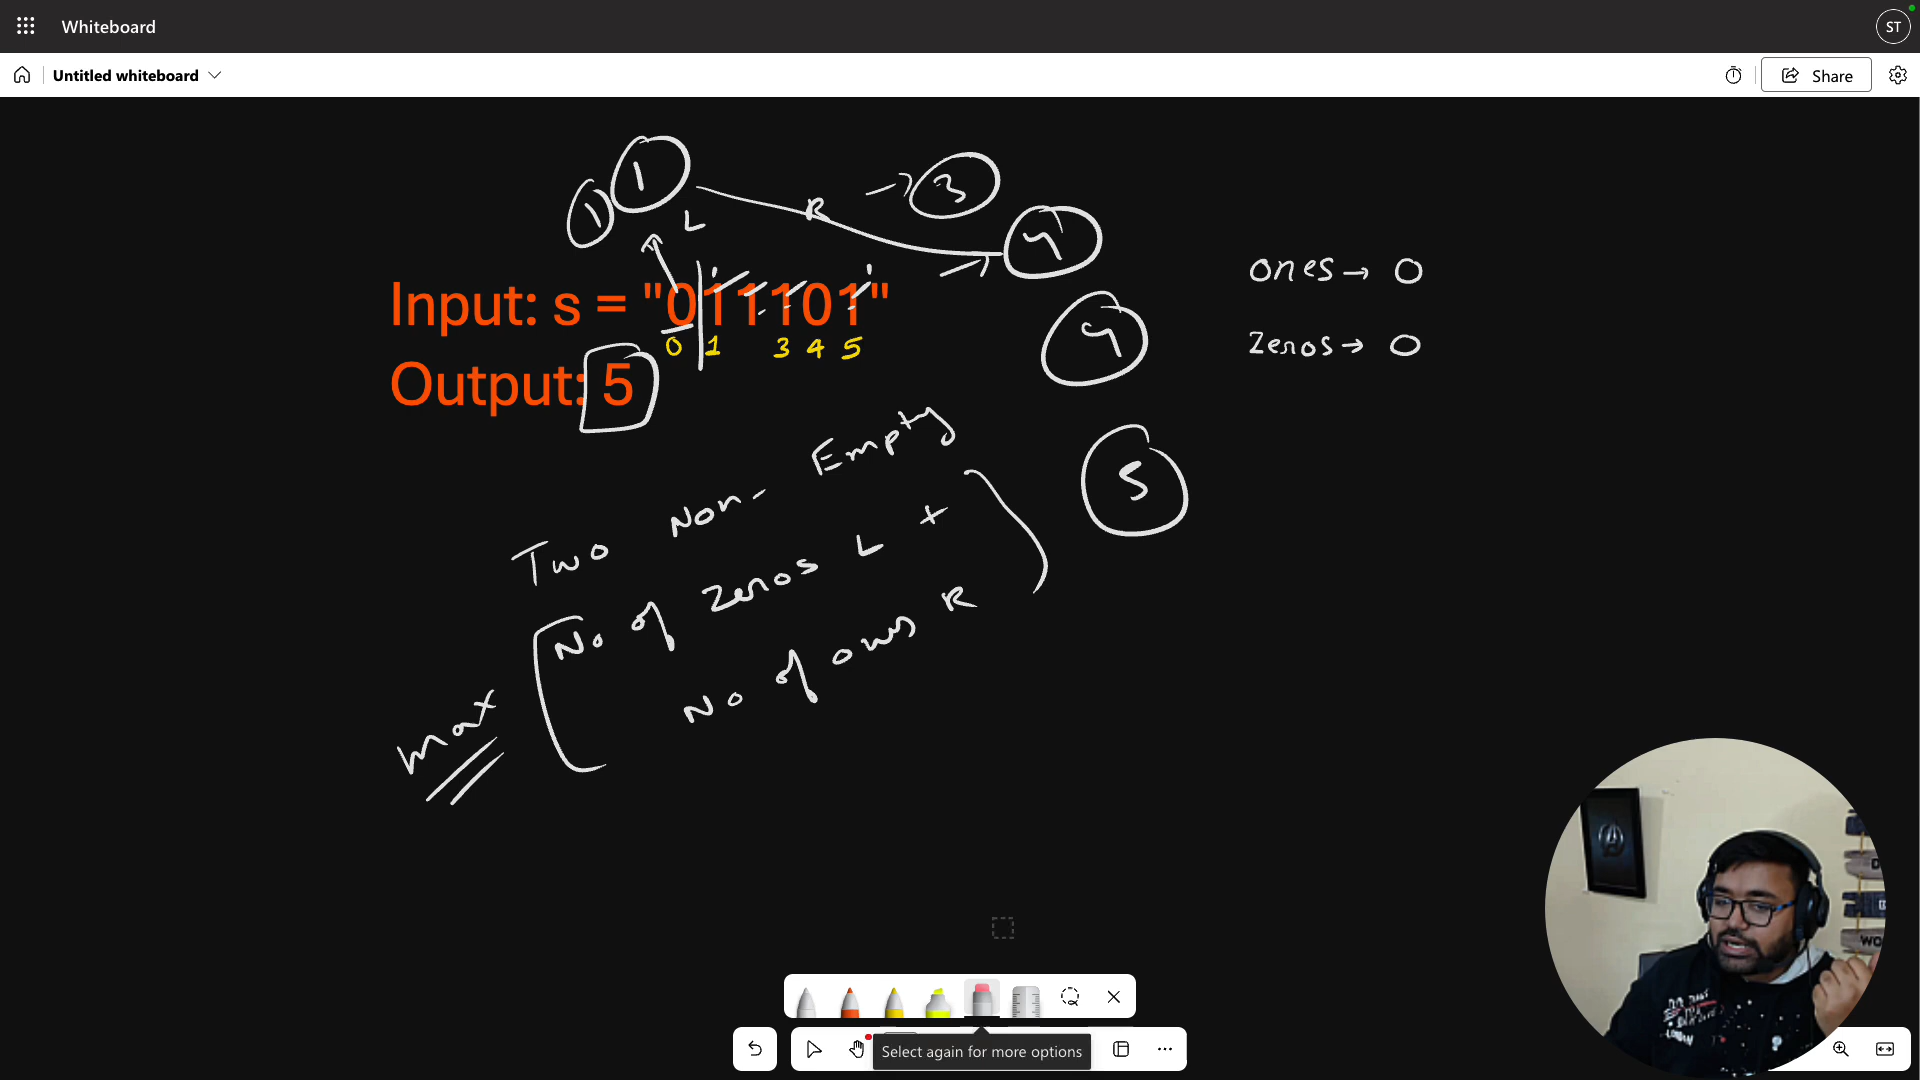 Whiteboard
ST
Untitled whiteboard
Share
1
1
L
R
3
4
Input: s = "011101"
0 1 3 4 5
Output: 5
4
5
ones → 0
zeros → 0
Two Non- Empty
No of zeros L +
No of ones R
max
Select again for more options